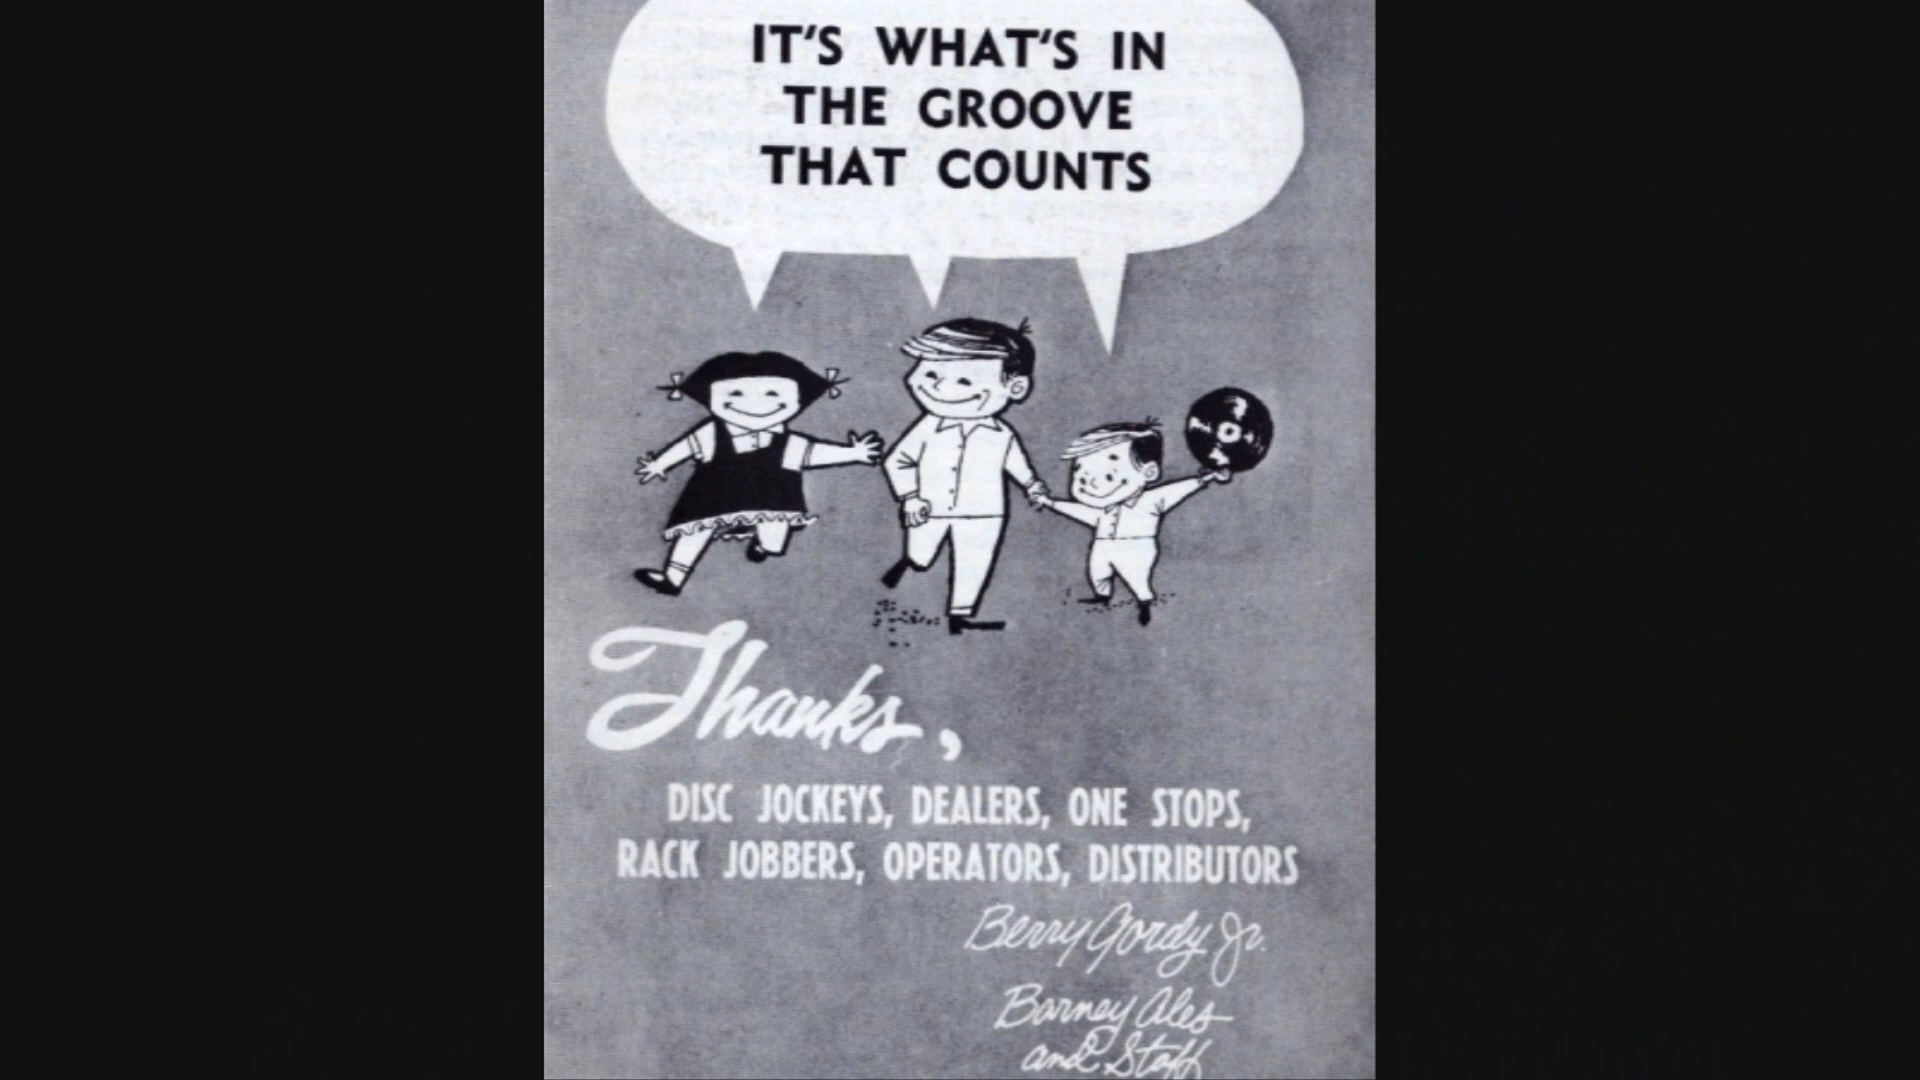 IT'S WHAT'S IN
THE GROOVE
THAT COUNTS
Thanks,
DISC JOCKEYS, DEALERS, ONE STOPS,
RACK JOBBERS, OPERATORS, DISTRIBUTORS
Berry Gordy Jr.
Barney Ales
and Staff